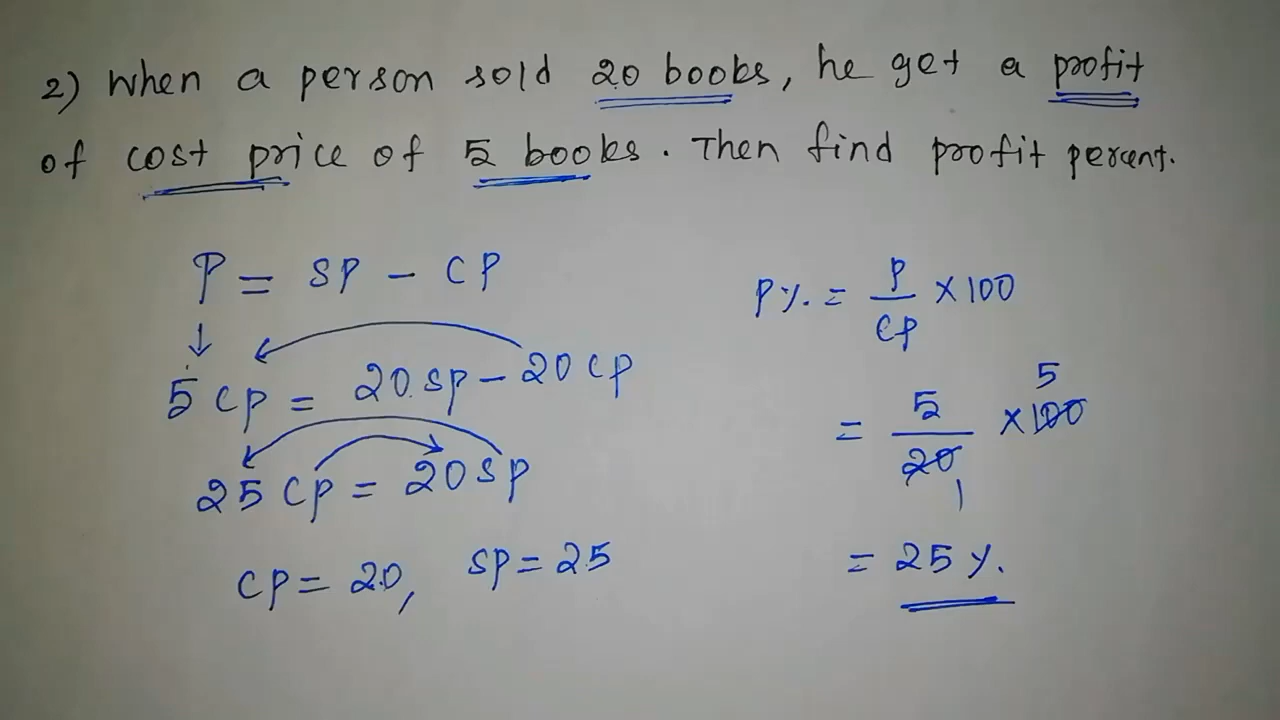 2) When a person sold 20 books, he get a profit
of cost price of 5 books. Then find profit percent.
P = SP - CP
↓
5 CP = 20 SP - 20 CP
25 CP = 20 SP
CP = 20, SP = 25
P% = P/CP × 100
= 5/20 × 100
5
1
= 25%.